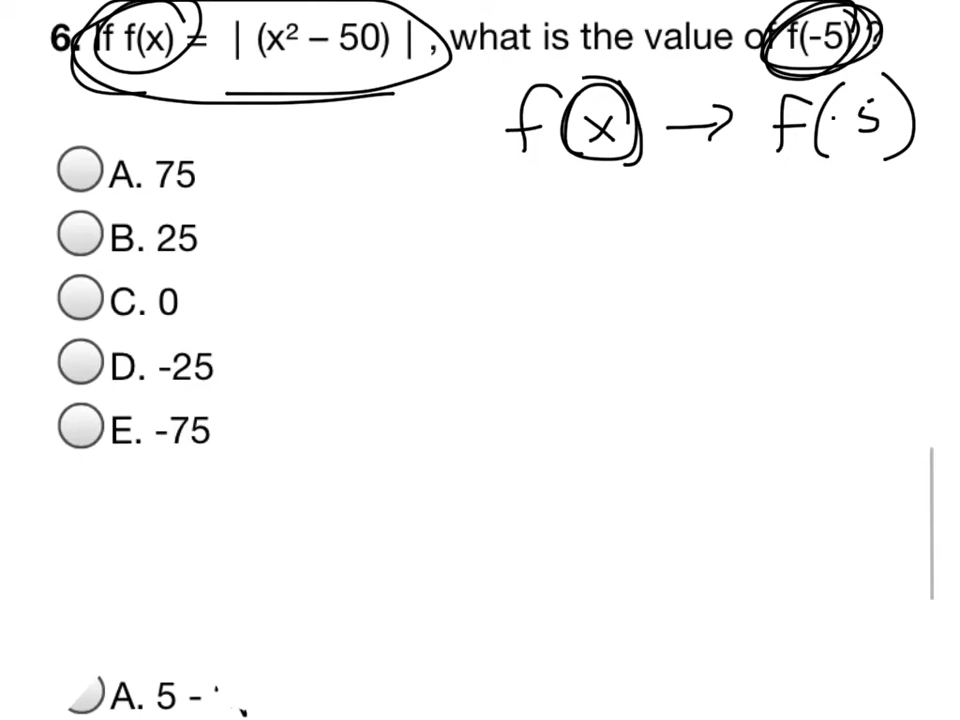 6. If f(x) = | (x² – 50) | , what is the value of f(-5) ?
f(x) → f(-5)
A. 75
B. 25
C. 0
D. -25
E. -75
A. 5 -